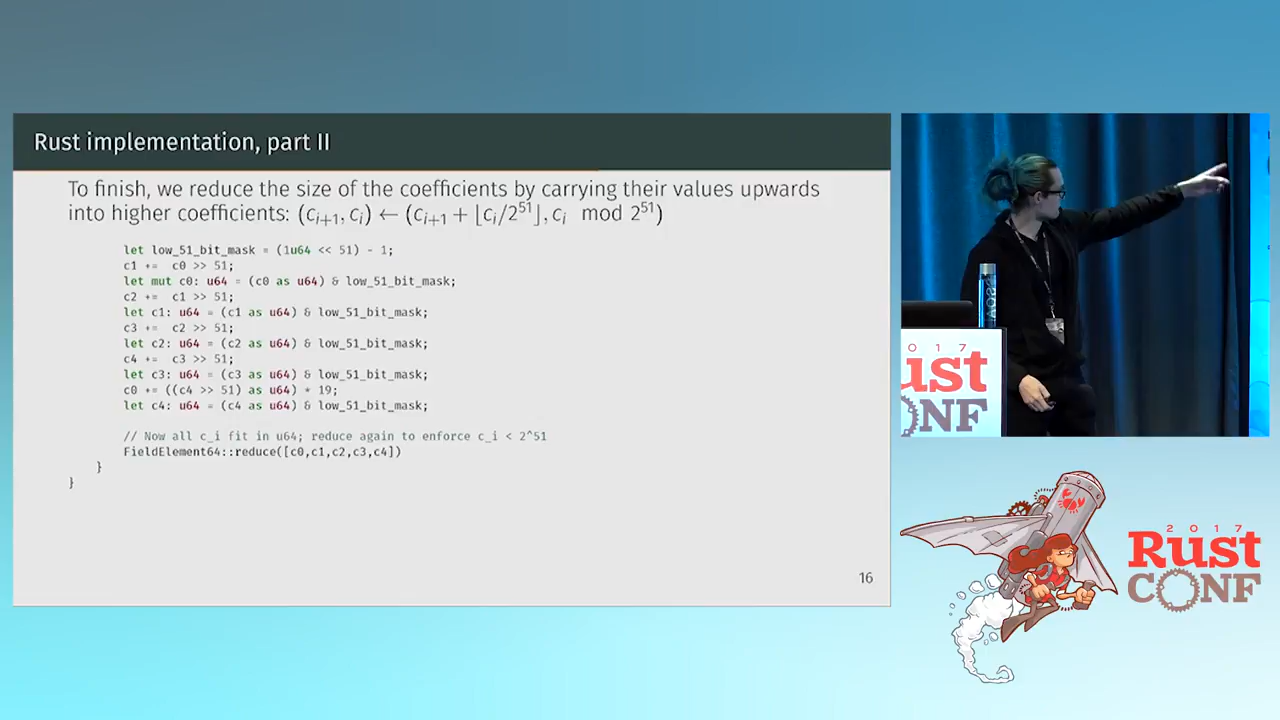 Rust implementation, part II
To finish, we reduce the size of the coefficients by carrying their values upwards
into higher coefficients: (c_{i+1}, c_i) ← (c_{i+1} + ⌊c_i/2^{51}⌋, c_i mod 2^{51})
let low_51_bit_mask = (1u64 << 51) - 1;
c1 += c0 >> 51;
let mut c0: u64 = (c0 as u64) & low_51_bit_mask;
c2 += c1 >> 51;
let c1: u64 = (c1 as u64) & low_51_bit_mask;
c3 += c2 >> 51;
let c2: u64 = (c2 as u64) & low_51_bit_mask;
c4 += c3 >> 51;
let c3: u64 = (c3 as u64) & low_51_bit_mask;
c0 += ((c4 >> 51) as u64) * 19;
let c4: u64 = (c4 as u64) & low_51_bit_mask;
// Now all c_i fit in u64; reduce again to enforce c_i < 2^51
FieldElement64::reduce([c0,c1,c2,c3,c4])
}
}
16
2017
ust
ONF
2017
Rust
CONF